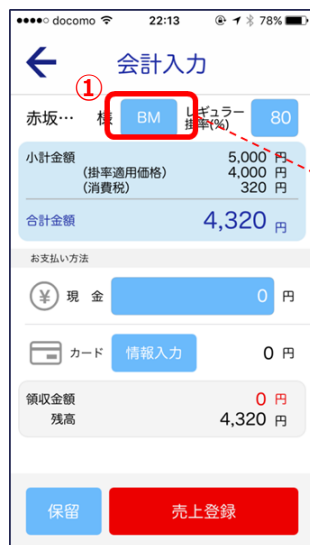 docomo 22:13 78%
会計入力
①
赤坂… 様 BM レギュラー掛率(%) 80
小計金額 5,000 円
(掛率適用価格) 4,000 円
(消費税) 320 円
合計金額 4,320 円
お支払い方法
¥ 現 金 0 円
カード 情報入力 0 円
領収金額 0 円
残高 4,320 円
保留 売上登録